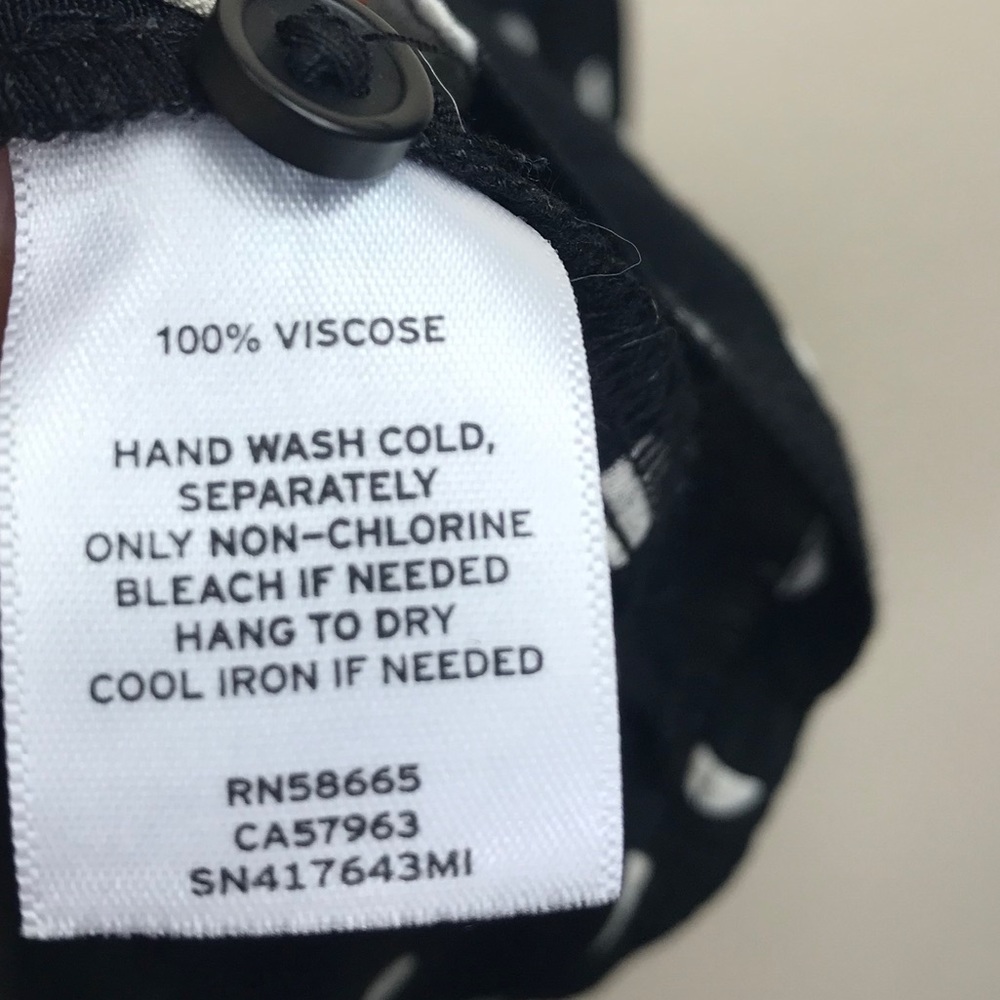 100% VISCOSE
HAND WASH COLD,
SEPARATELY
ONLY NON-CHLORINE
BLEACH IF NEEDED
HANG TO DRY
COOL IRON IF NEEDED
RN58665
CA57963
SN417643MI